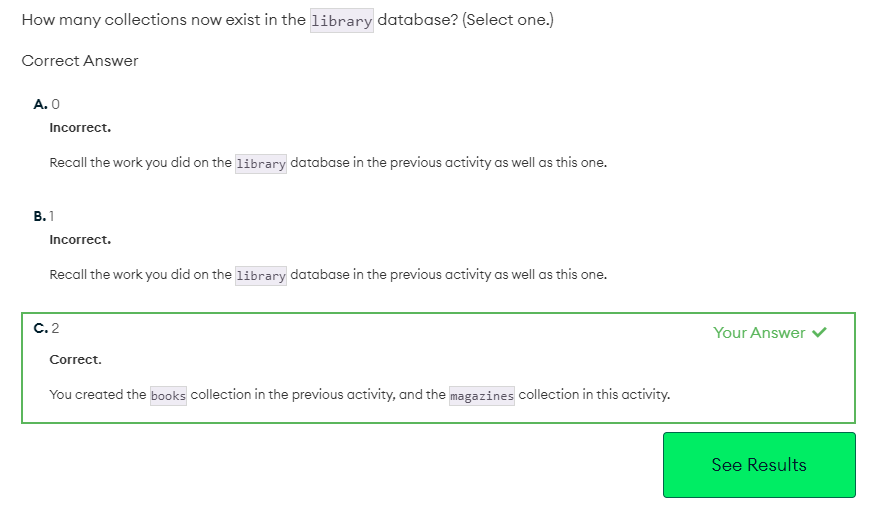 How many collections now exist in the library database? (Select one.)
Correct Answer
A. 0
Incorrect.
Recall the work you did on the library database in the previous activity as well as this one.
B. 1
Incorrect.
Recall the work you did on the library database in the previous activity as well as this one.
C. 2
Your Answer
Correct.
You created the books collection in the previous activity, and the magazines collection in this activity.
See Results